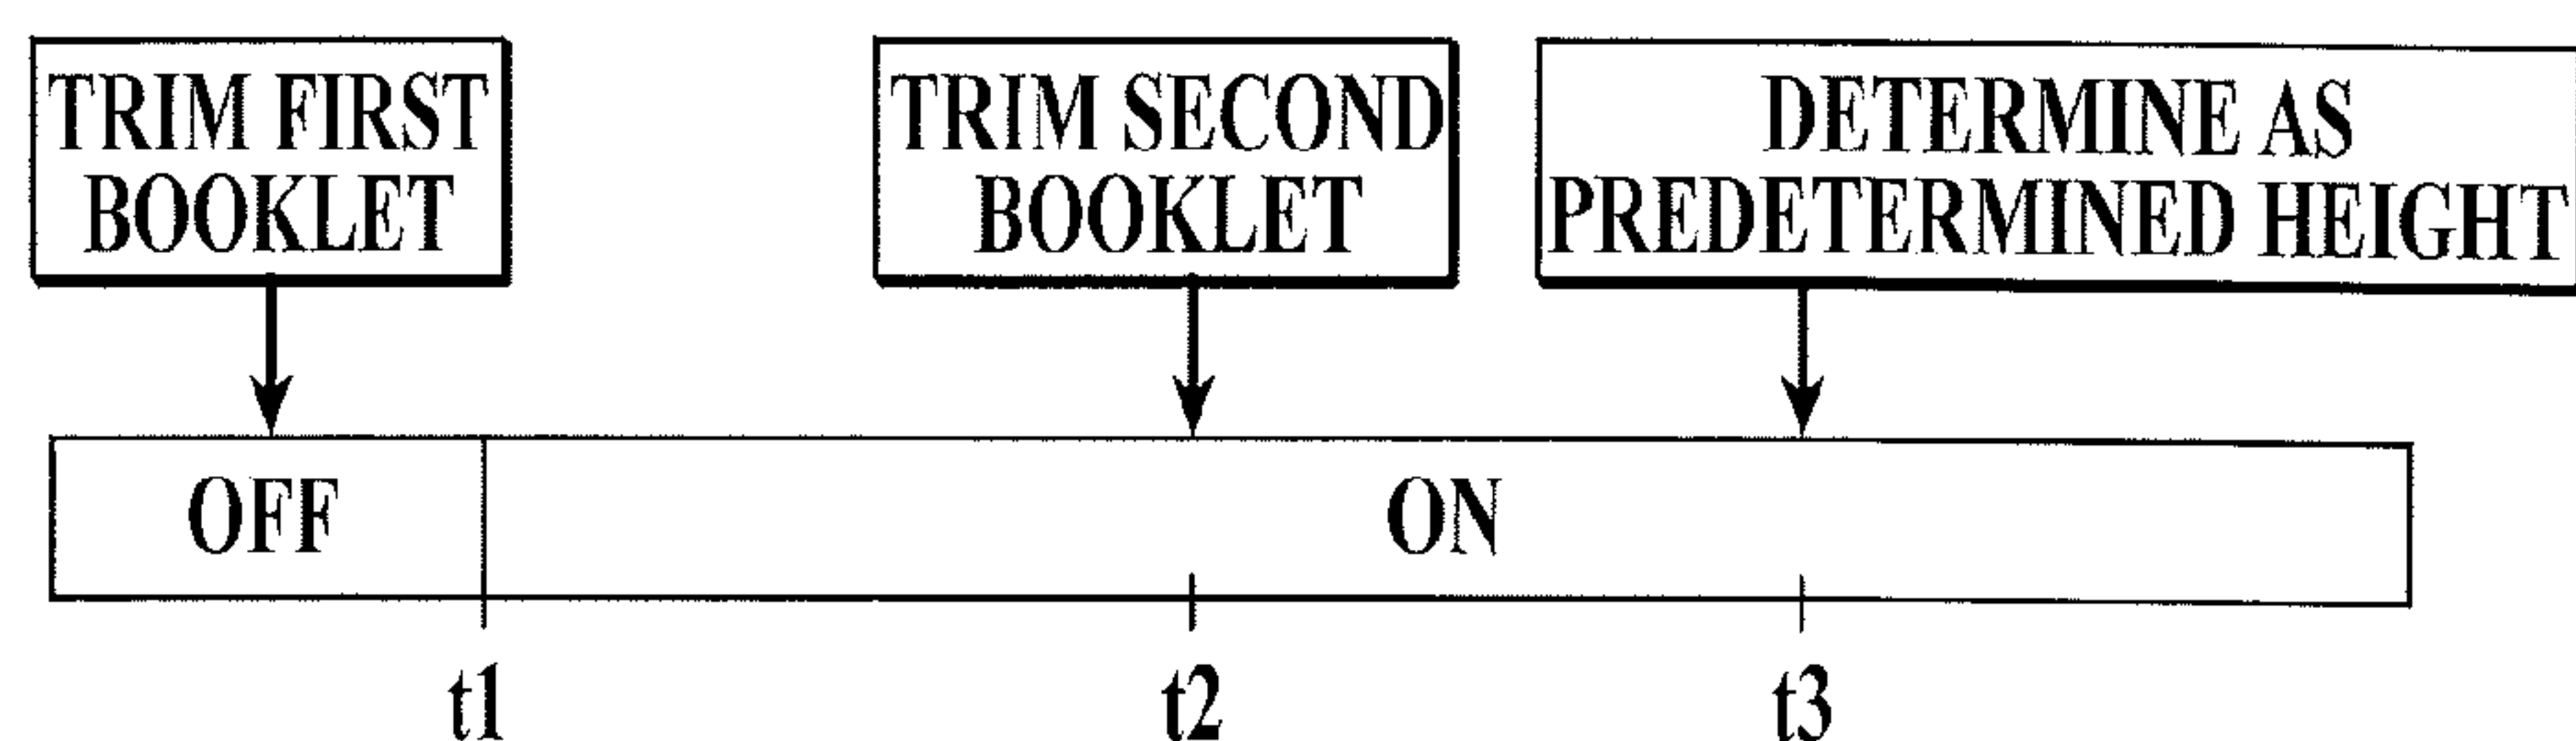 TRIM FIRST
BOOKLET
TRIM SECOND
BOOKLET
DETERMINE AS
PREDETERMINED HEIGHT
OFF
ON
t1
t2
t3